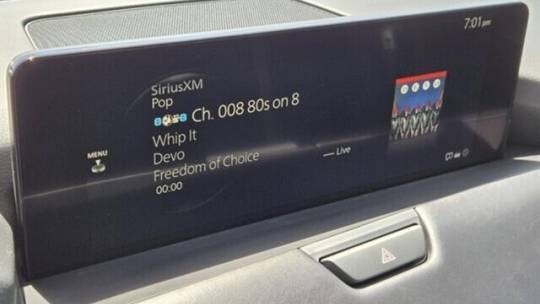 7:01 pm
SiriusXM
Pop
Ch. 008 80s on 8
Whip It
Devo
Freedom of Choice
00:00
Live
MENU